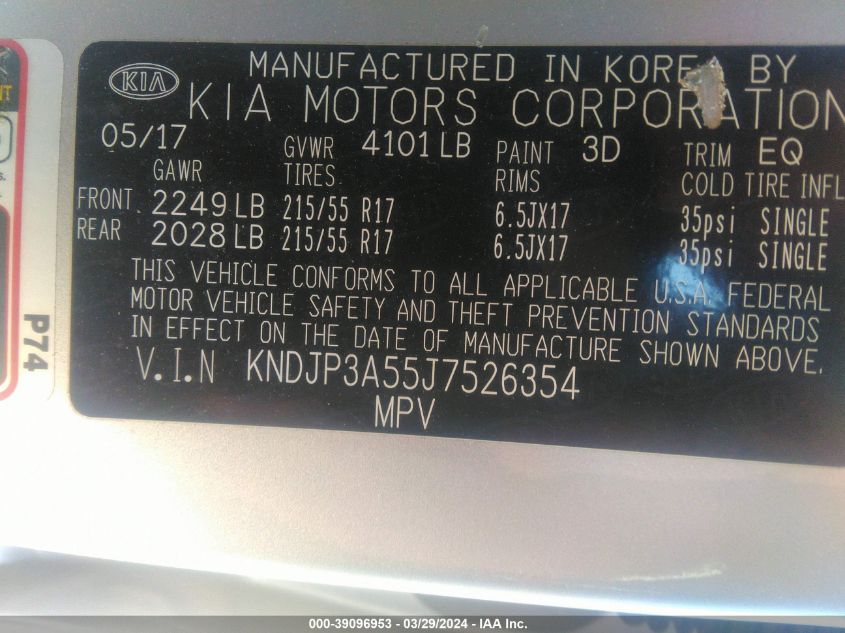 MANUFACTURED IN KOREA BY
KIA
KIA MOTORS CORPORATION
05/17 GVWR 4101 LB PAINT 3D TRIM EQ
GAWR TIRES RIMS COLD TIRE INFL
FRONT 2249 LB 215/55 R17 6.5JX17 35psi SINGLE
REAR 2028 LB 215/55 R17 6.5JX17 35psi SINGLE
THIS VEHICLE CONFORMS TO ALL APPLICABLE U.S.A. FEDERAL
MOTOR VEHICLE SAFETY AND THEFT PREVENTION STANDARDS
IN EFFECT ON THE DATE OF MANUFACTURE SHOWN ABOVE.
V.I.N KNDJP3A55J7526354
MPV
P74
000-39096953 — 03/29/2024 — IAA Inc.